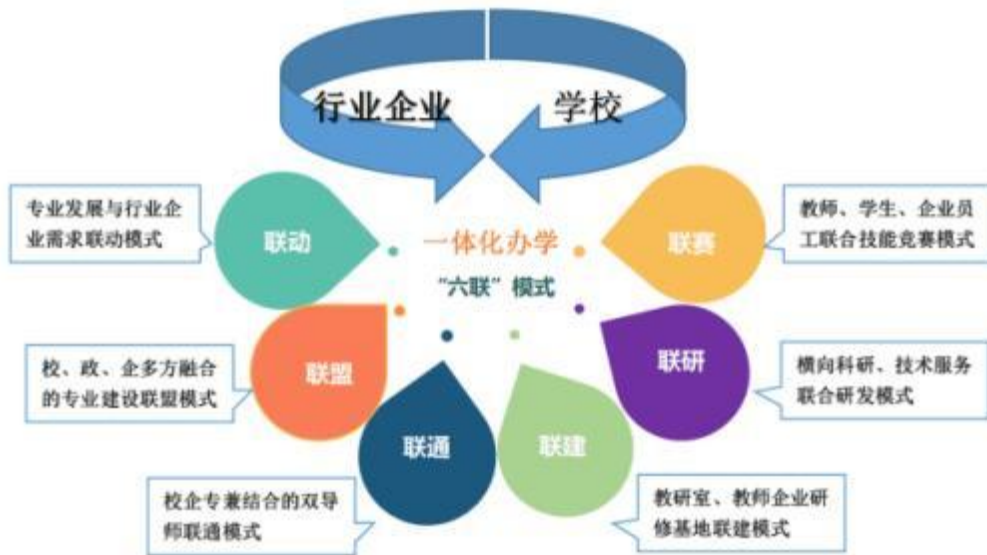 行业企业
学校
专业发展与行业企
业需求联动模式
联动
一体化办学
“六联”模式
联赛
教师、学生、企业员
工联合技能竞赛模式
校、政、企多方融合
的专业建设联盟模式
联盟
联研
横向科研、技术服务
联合研发模式
联通
联建
校企专兼结合的双导
师联通模式
教研室、教师企业研
修基地联建模式